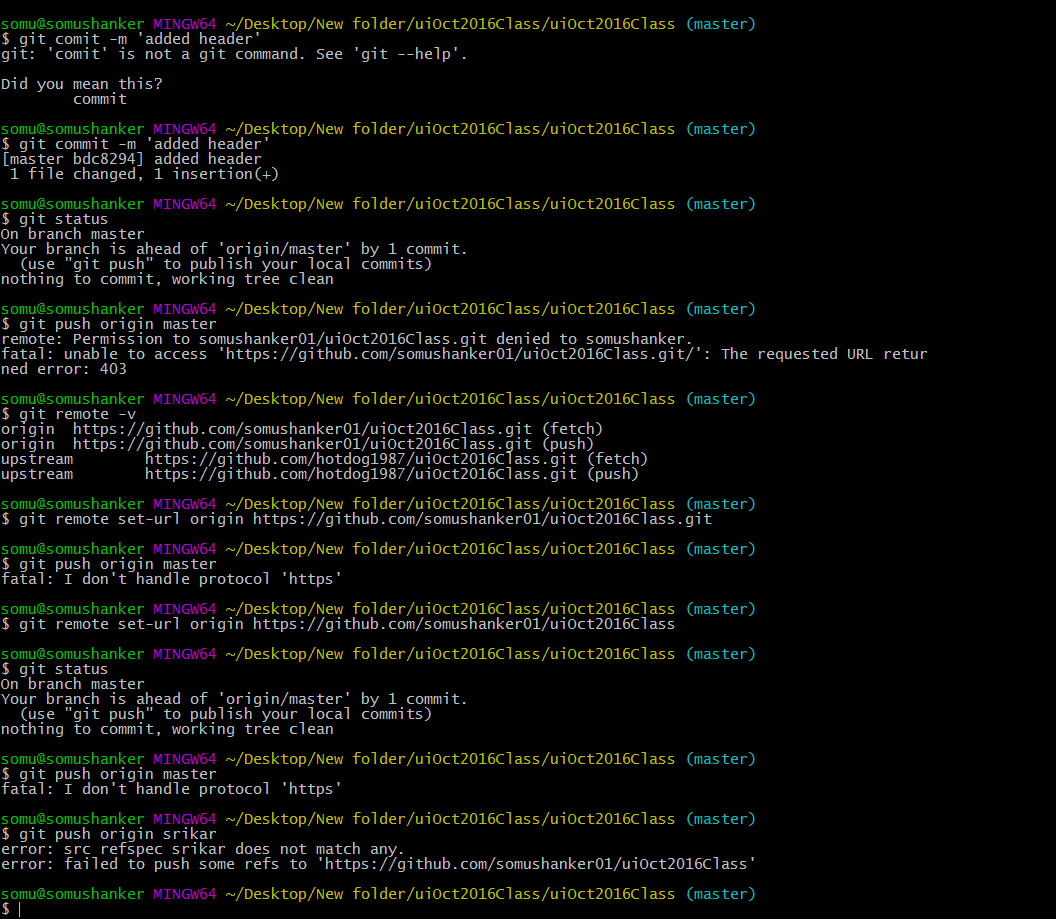 somu@somushanker MINGW64 ~/Desktop/New folder/uiOct2016Class/uiOct2016Class (master)
$ git comit -m 'added header'
git: 'comit' is not a git command. See 'git --help'.
Did you mean this?
commit
somu@somushanker MINGW64 ~/Desktop/New folder/uiOct2016Class/uiOct2016Class (master)
$ git commit -m 'added header'
[master bdc8294] added header
1 file changed, 1 insertion(+)
somu@somushanker MINGW64 ~/Desktop/New folder/uiOct2016Class/uiOct2016Class (master)
$ git status
On branch master
Your branch is ahead of 'origin/master' by 1 commit.
(use "git push" to publish your local commits)
nothing to commit, working tree clean
somu@somushanker MINGW64 ~/Desktop/New folder/uiOct2016Class/uiOct2016Class (master)
$ git push origin master
remote: Permission to somushanker01/uiOct2016Class.git denied to somushanker.
fatal: unable to access 'https://github.com/somushanker01/uiOct2016Class.git/': The requested URL retur
ned error: 403
somu@somushanker MINGW64 ~/Desktop/New folder/uiOct2016Class/uiOct2016Class (master)
$ git remote -v
origin  https://github.com/somushanker01/uiOct2016Class.git (fetch)
origin  https://github.com/somushanker01/uiOct2016Class.git (push)
upstream        https://github.com/hotdog1987/uiOct2016Class.git (fetch)
upstream        https://github.com/hotdog1987/uiOct2016Class.git (push)
somu@somushanker MINGW64 ~/Desktop/New folder/uiOct2016Class/uiOct2016Class (master)
$ git remote set-url origin https://github.com/somushanker01/uiOct2016Class.git
somu@somushanker MINGW64 ~/Desktop/New folder/uiOct2016Class/uiOct2016Class (master)
$ git push origin master
fatal: I don't handle protocol 'https'
somu@somushanker MINGW64 ~/Desktop/New folder/uiOct2016Class/uiOct2016Class (master)
$ git remote set-url origin https://github.com/somushanker01/uiOct2016Class
somu@somushanker MINGW64 ~/Desktop/New folder/uiOct2016Class/uiOct2016Class (master)
$ git status
On branch master
Your branch is ahead of 'origin/master' by 1 commit.
(use "git push" to publish your local commits)
nothing to commit, working tree clean
somu@somushanker MINGW64 ~/Desktop/New folder/uiOct2016Class/uiOct2016Class (master)
$ git push origin master
fatal: I don't handle protocol 'https'
somu@somushanker MINGW64 ~/Desktop/New folder/uiOct2016Class/uiOct2016Class (master)
$ git push origin srikar
error: src refspec srikar does not match any.
error: failed to push some refs to 'https://github.com/somushanker01/uiOct2016Class'
somu@somushanker MINGW64 ~/Desktop/New folder/uiOct2016Class/uiOct2016Class (master)
$